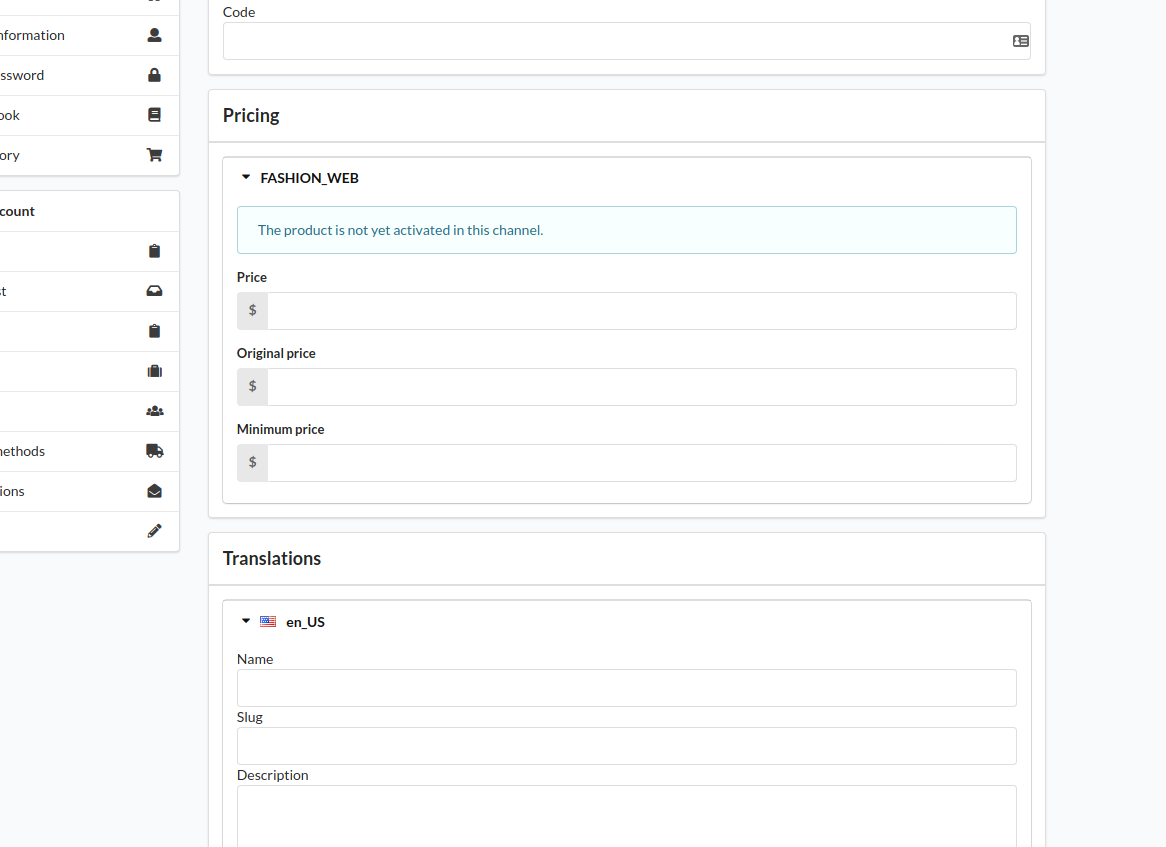 Code
nformation
ssword
ook
ory
Pricing
FASHION_WEB
count
The product is not yet activated in this channel.
Price
$
t
Original price
$
Minimum price
ethods
$
ions
Translations
en_US
Name
Slug
Description